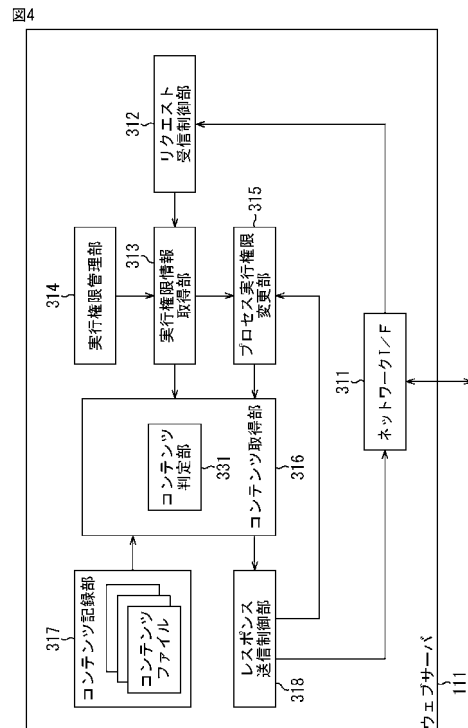 図4
リクエスト
受信制御部
312
実行権限管理部
314
実行権限情報
取得部
313
プロセス実行権限
変更部
315
ネットワークI/F
311
コンテンツ
判定部
331
コンテンツ取得部
316
コンテンツ記録部
317
コンテンツ
ファイル
レスポンス
送信制御部
318
ウェブサーバ
111